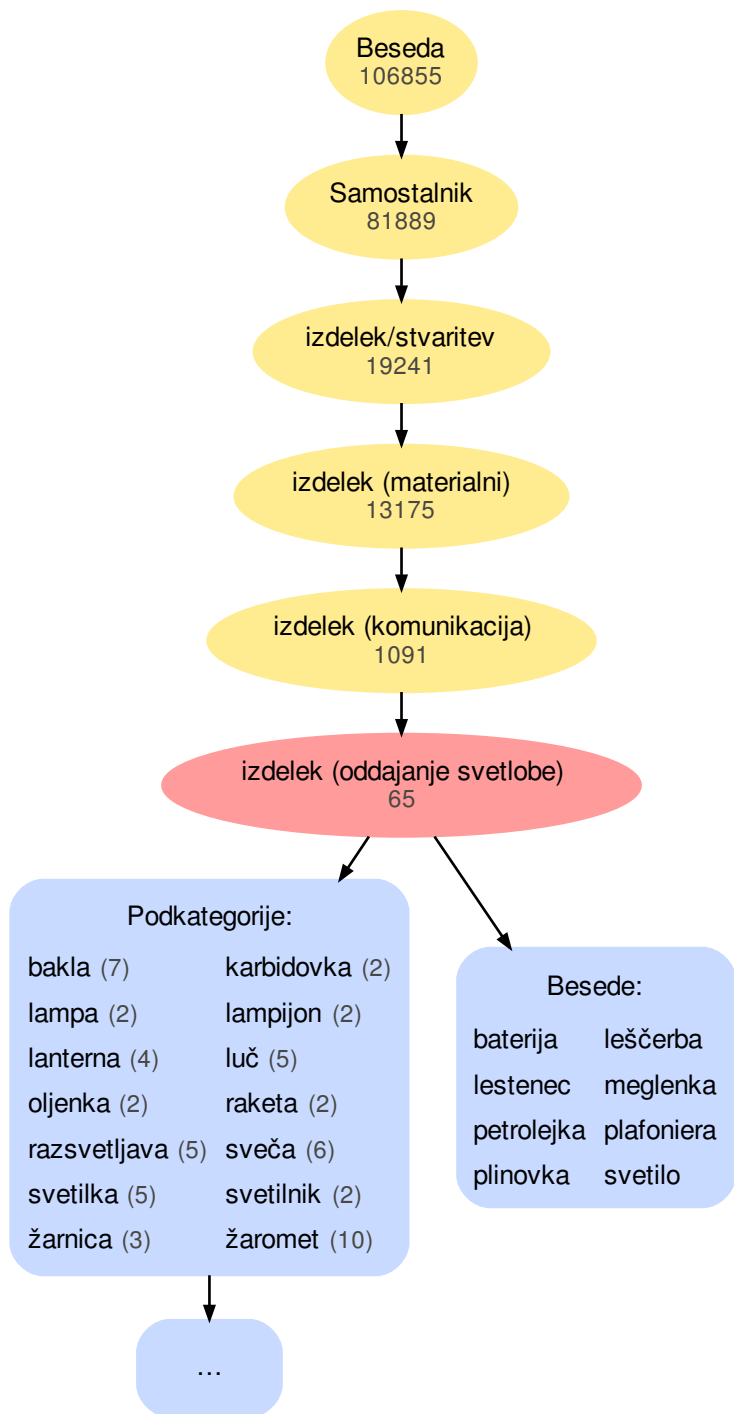 Beseda
106855
Samostalnik
81889
izdelek/stvaritev
19241
izdelek (materialni)
13175
izdelek (komunikacija)
1091
izdelek (oddajanje svetlobe)
65
Podkategorije:
bakla (7) karbidovka (2)
lampa (2) lampijon (2)
lanterna (4) luč (5)
oljenka (2) raketa (2)
razsvetljava (5) sveča (6)
svetilka (5) svetilnik (2)
žarnica (3) žaromet (10)
...
Besede:
baterija leščerba
lestenec meglenka
petrolejka plafoniera
plinovka svetilo